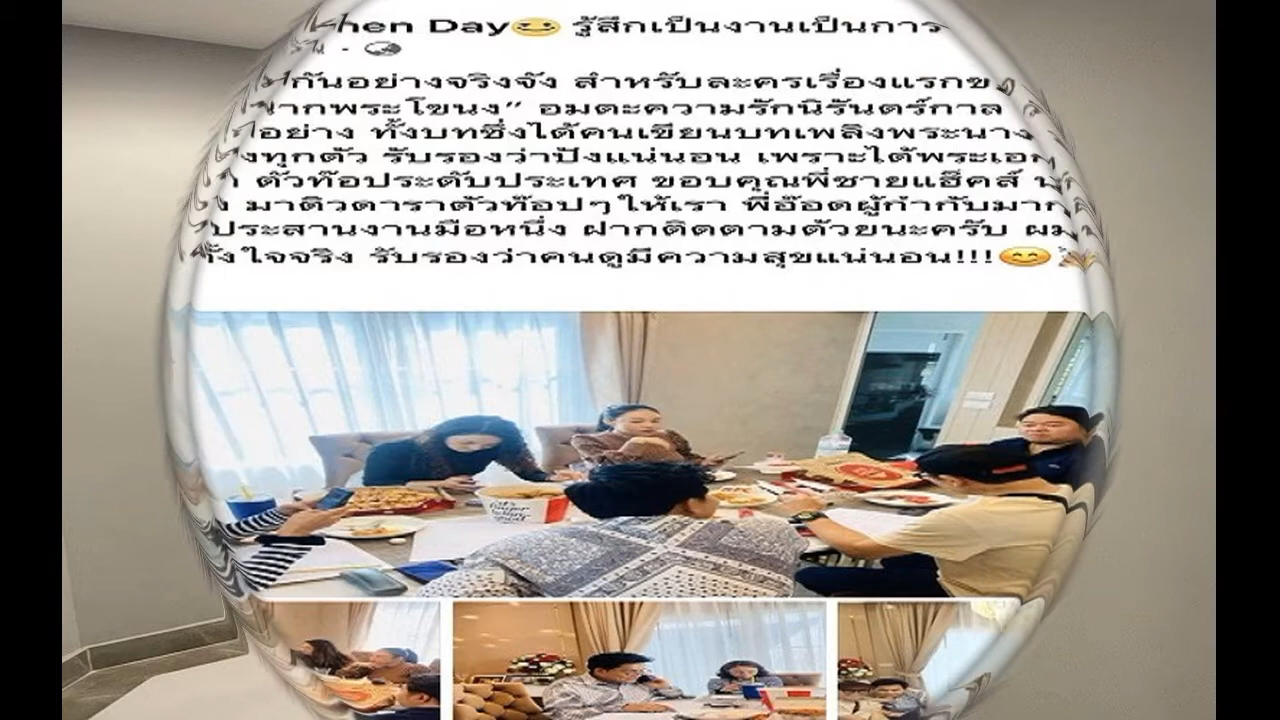 hen Day😆 รู้สึกเป็นงานเป็นการ
กันอย่างจริงจัง สำหรับละครเรื่องแรกข
นากพระโขนง” อมตะความรักนิรันดร์กาล
อย่าง ทั้งบทซึ่งได้คนเขียนบทเพลิงพระนาง
ทุกตัว รับรองว่าปังแน่นอน เพราะได้พระเอก
ตัวท๊อประดับประเทศ ขอบคุณพี่ชายแฮ็คส์
มาติวดาราตัวท๊อปๆให้เรา พี่อ๊อดผู้กำกับมาก
ประสานงานมือหนึ่ง ฝากติดตามด้วยนะครับ ผม
ตั้งใจจริง รับรองว่าคนดูมีความสุขแน่นอน!!!😊🎉